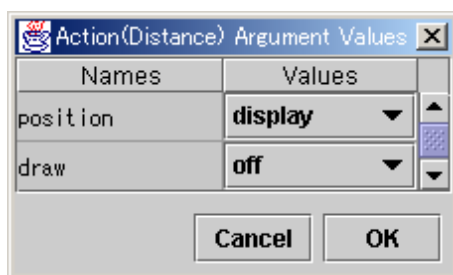 Action(Distance) Argument Values
Names Values
position display
draw off
Cancel OK